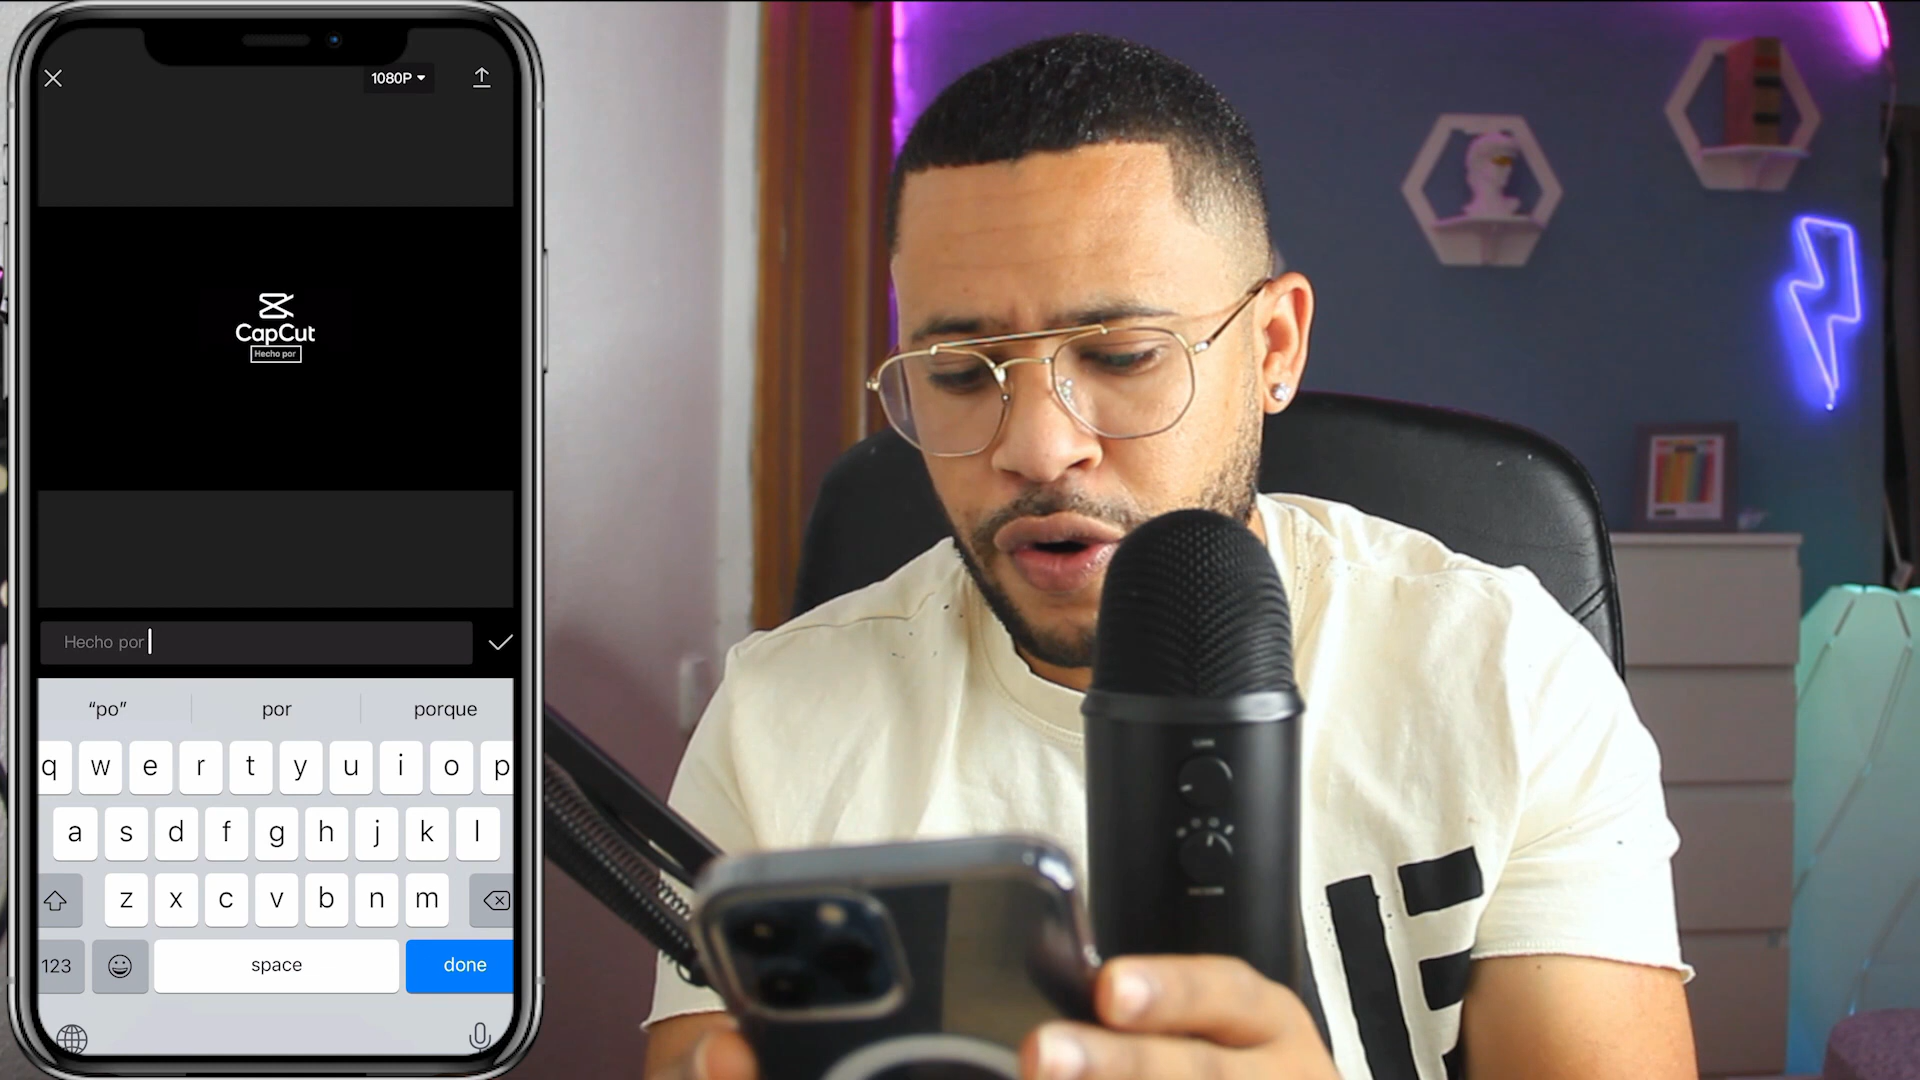 1080P
CapCut
Hecho por
Hecho por
“po” por porque
q w e r t y u i o p
a s d f g h j k l
z x c v b n m
123 space done